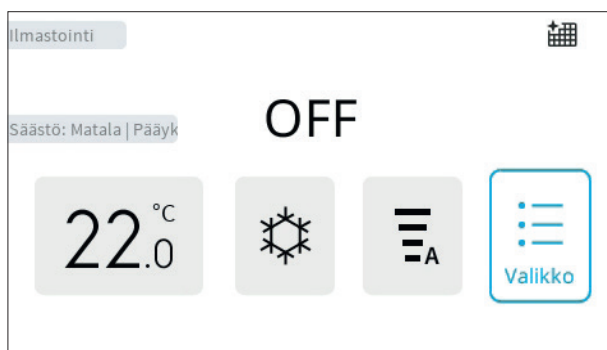 Ilmastointi
OFF
Säästö: Matala | Pääyk
22.0 °C
A
Valikko